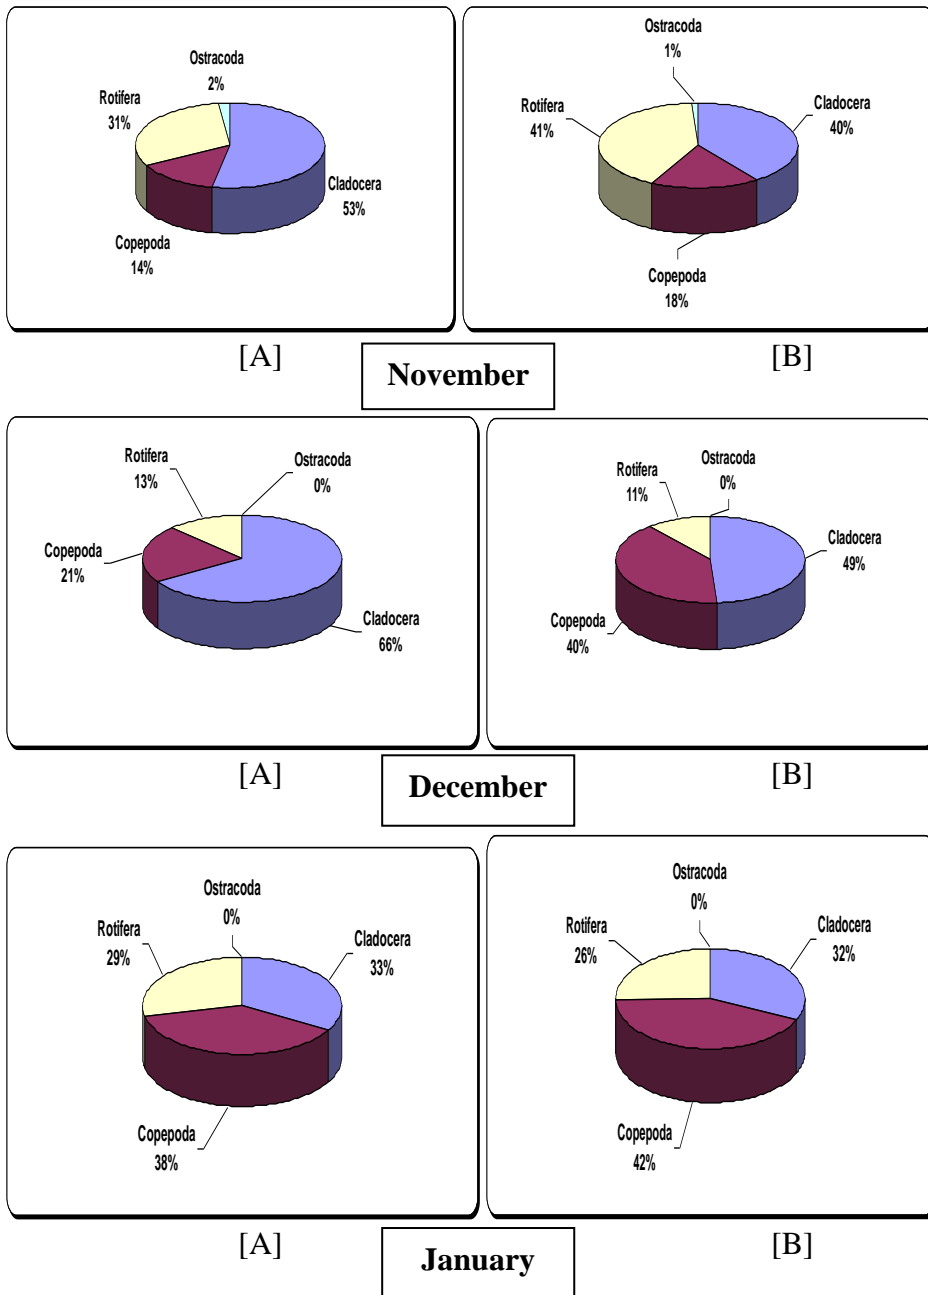 Ostracoda
2%
Rotifera
31%
Cladocera
53%
Copepoda
14%
Ostracoda
1%
Rotifera
41%
Cladocera
40%
Copepoda
18%
[A]
[B]
November
Rotifera
13%
Ostracoda
0%
Copepoda
21%
Cladocera
66%
Ostracoda
0%
Rotifera
11%
Cladocera
49%
Copepoda
40%
[A]
[B]
December
Ostracoda
0%
Rotifera
29%
Cladocera
33%
Copepoda
38%
Ostracoda
0%
Rotifera
26%
Cladocera
32%
Copepoda
42%
[A]
[B]
January